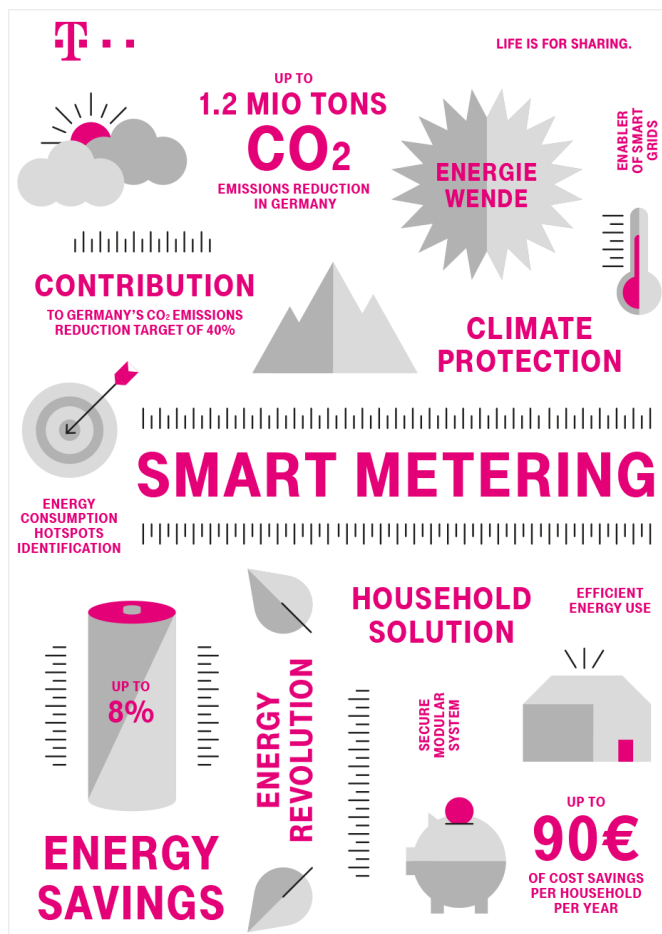 T
LIFE IS FOR SHARING.
UP TO
1.2 MIO TONS
CO₂
EMISSIONS REDUCTION
IN GERMANY
ENERGIE
WENDE
ENABLER
OF SMART
GRIDS
CONTRIBUTION
TO GERMANY'S CO₂ EMISSIONS
REDUCTION TARGET OF 40%
CLIMATE
PROTECTION
SMART METERING
ENERGY
CONSUMPTION
HOTSPOTS
IDENTIFICATION
HOUSEHOLD
SOLUTION
EFFICIENT
ENERGY USE
UP TO
8%
ENERGY
REVOLUTION
SECURE
MODULAR
SYSTEM
ENERGY
SAVINGS
UP TO
90€
OF COST SAVINGS
PER HOUSEHOLD
PER YEAR